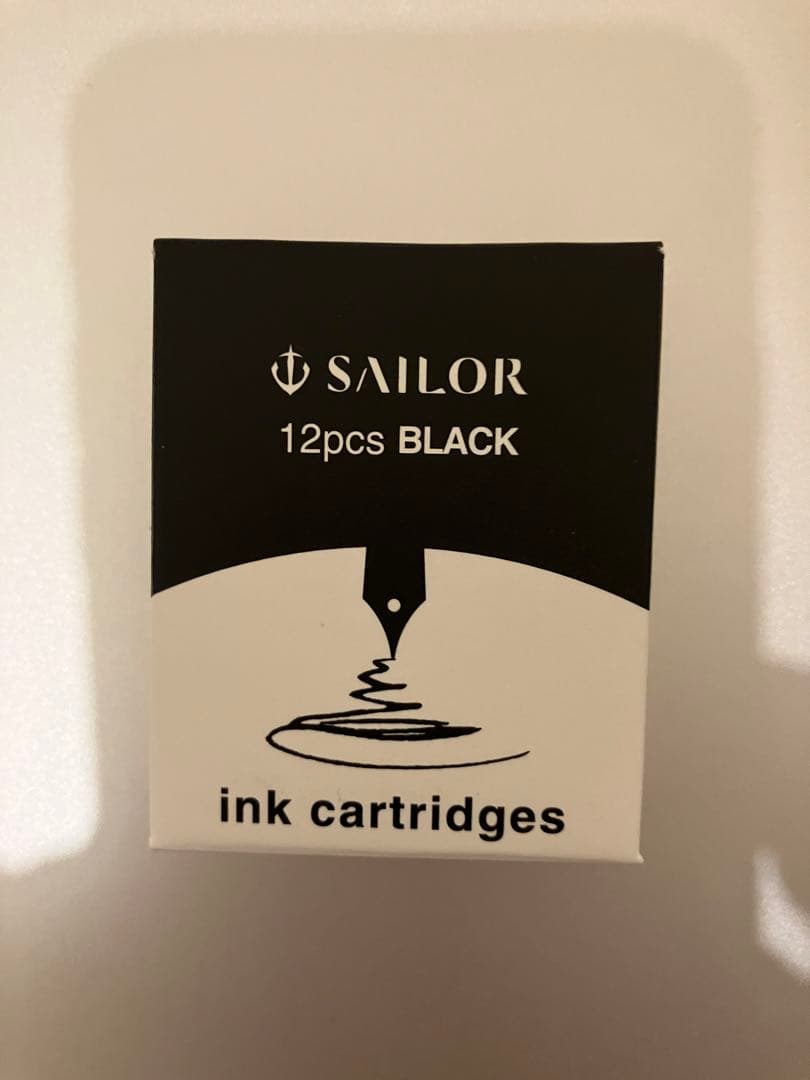 SAILOR
12pcs BLACK
ink cartridges